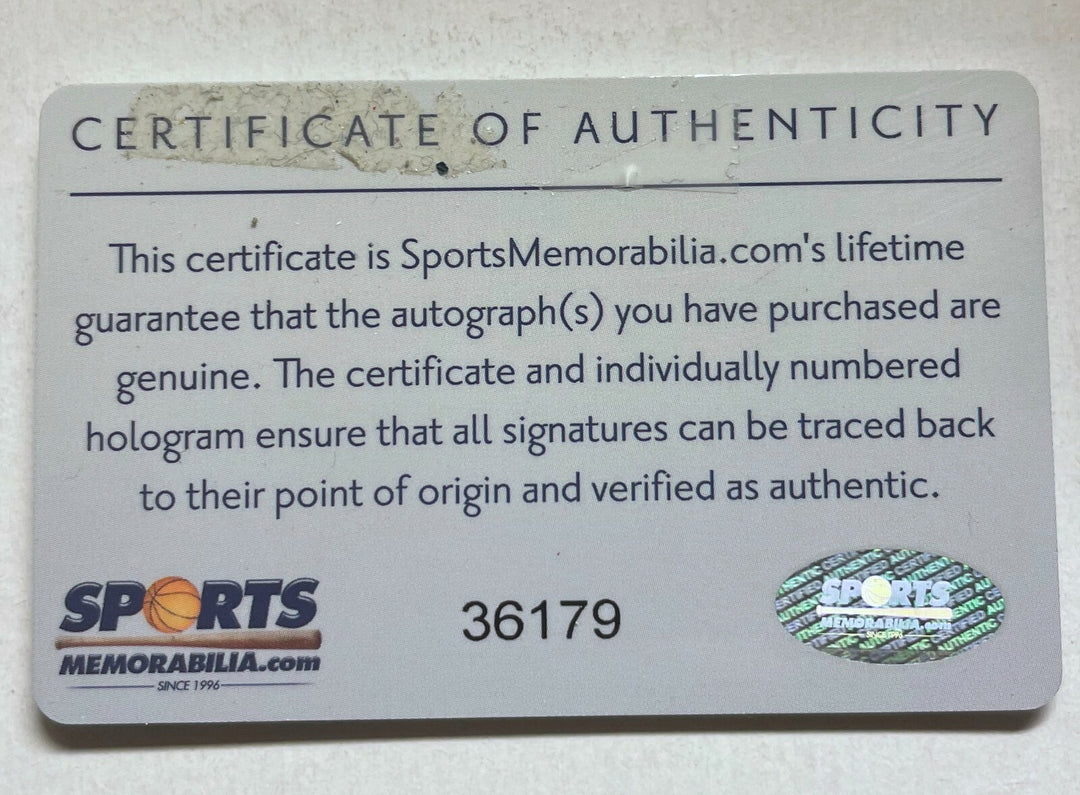 CERTIFICATE OF AUTHENTICITY
This certificate is SportsMemorabilia.com's lifetime
guarantee that the autograph(s) you have purchased are
genuine. The certificate and individually numbered
hologram ensure that all signatures can be traced back
to their point of origin and verified as authentic.
SPORTS
MEMORABILIA.com
SINCE 1996
36179
SPORTS
MEMORABILIA.com
SINCE 1996